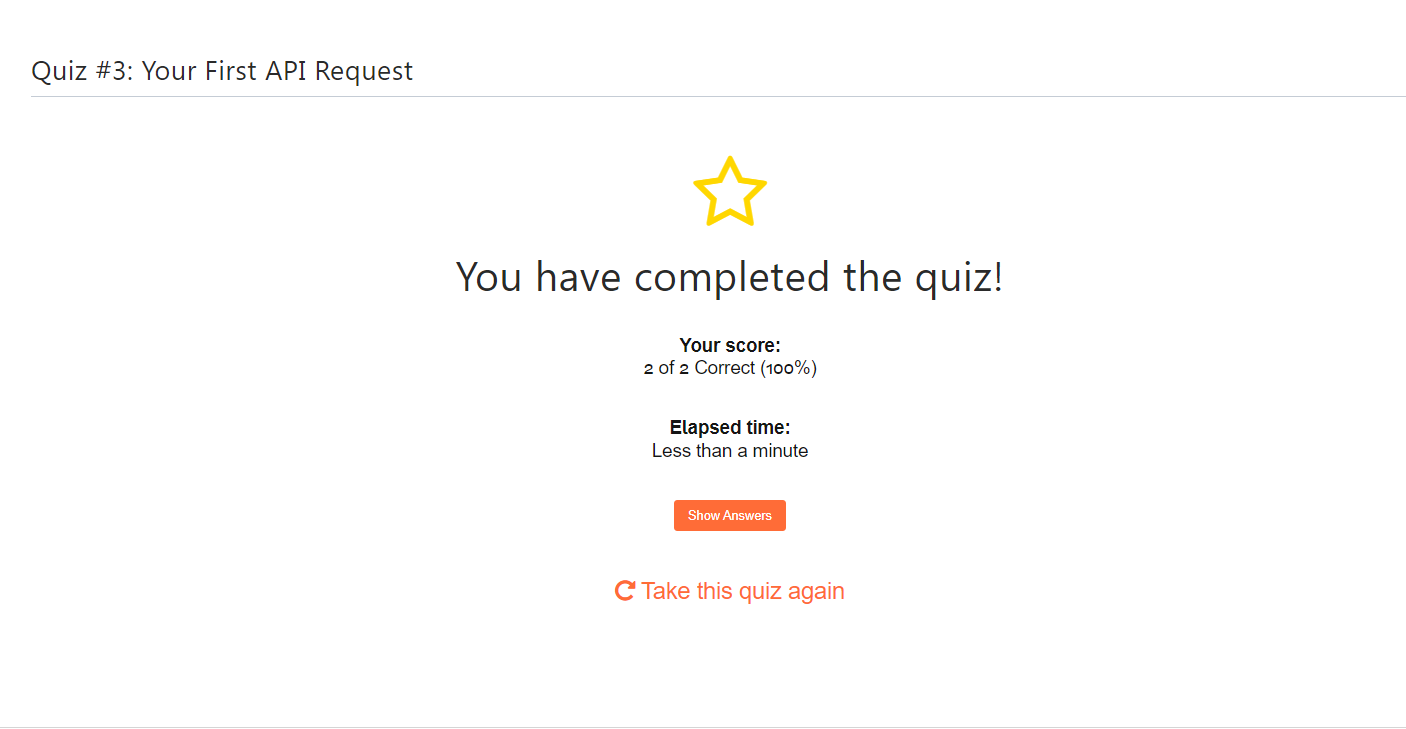 Quiz #3: Your First API Request
You have completed the quiz!
Your score:
2 of 2 Correct (100%)
Elapsed time:
Less than a minute
Show Answers
Take this quiz again